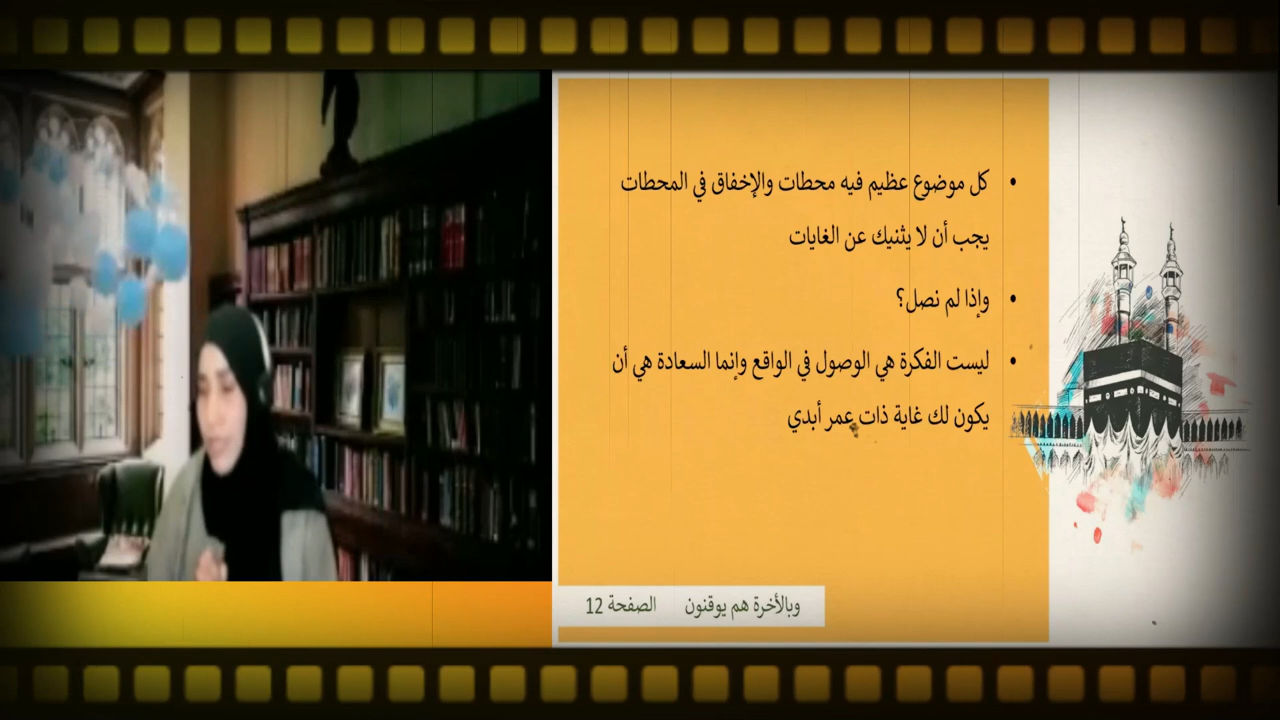 • كل موضوع عظيم فيه محطات والإخفاق في المحطات
يجب أن لا يثنيك عن الغايات
• وإذا لم نصل؟
• ليست الفكرة هي الوصول في الواقع وإنما السعادة هي أن
يكون لك غاية ذات عمر أبدي
وبالأخرة هم يوقنون الصفحة 12